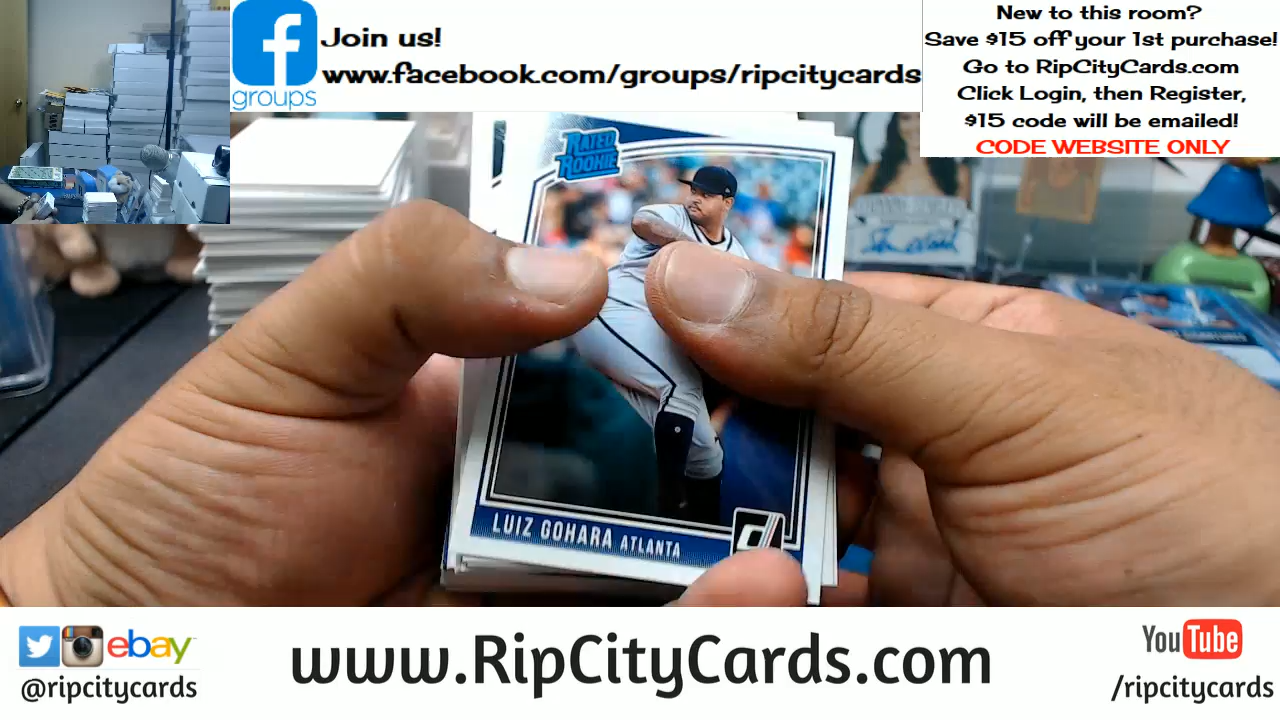 groups
Join us!
www.facebook.com/groups/ripcitycards
New to this room?
Save $15 off your 1st purchase!
Go to RipCityCards.com
Click Login, then Register,
$15 code will be emailed!
CODE WEBSITE ONLY
RATED
ROOKIE
LUIZ GOHARA ATLANTA
ebay
@ripcitycards
www.RipCityCards.com
YouTube
/ripcitycards